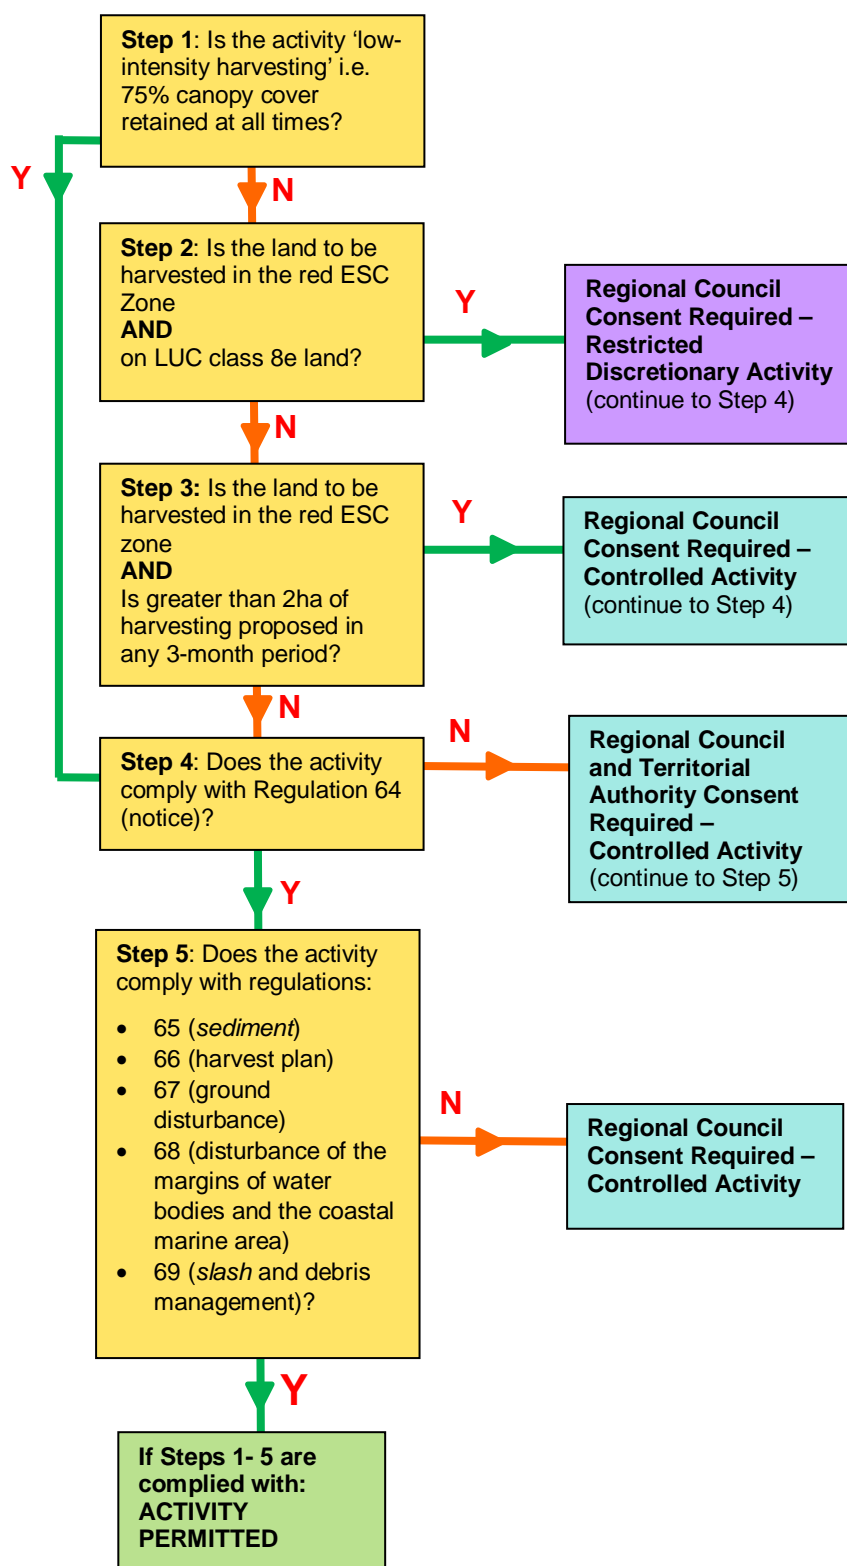 Step 1: Is the activity ‘low-
intensity harvesting’ i.e.
75% canopy cover
retained at all times?
Y
N
Step 2: Is the land to be
harvested in the red ESC
Zone
AND
on LUC class 8e land?
Y
Regional Council
Consent Required –
Restricted
Discretionary Activity
(continue to Step 4)
N
Step 3: Is the land to be
harvested in the red ESC
zone
AND
Is greater than 2ha of
harvesting proposed in
any 3-month period?
Y
Regional Council
Consent Required –
Controlled Activity
(continue to Step 4)
N
Step 4: Does the activity
comply with Regulation 64
(notice)?
N
Regional Council
and Territorial
Authority Consent
Required –
Controlled Activity
(continue to Step 5)
Y
Step 5: Does the activity
comply with regulations:
• 65 (sediment)
• 66 (harvest plan)
• 67 (ground
disturbance)
• 68 (disturbance of the
margins of water
bodies and the coastal
marine area)
• 69 (slash and debris
management)?
N
Regional Council
Consent Required –
Controlled Activity
Y
If Steps 1- 5 are
complied with:
ACTIVITY
PERMITTED